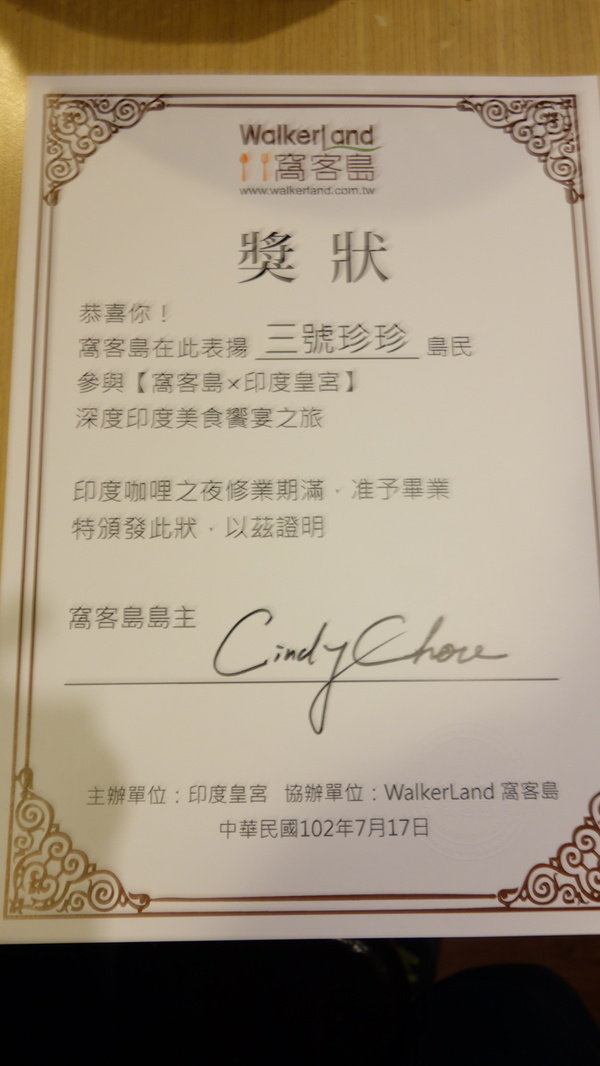 WalkerLand
窩客島
www.walkerland.com.tw
獎狀
恭喜你！
窩客島在此表揚 三號珍珍 島民
參與【窩客島×印度皇宮】
深度印度美食饗宴之旅
印度咖哩之夜修業期滿，准予畢業
特頒發此狀，以茲證明
窩客島島主 Cindy Chou
主辦單位：印度皇宮 協辦單位：WalkerLand 窩客島
中華民國102年7月17日